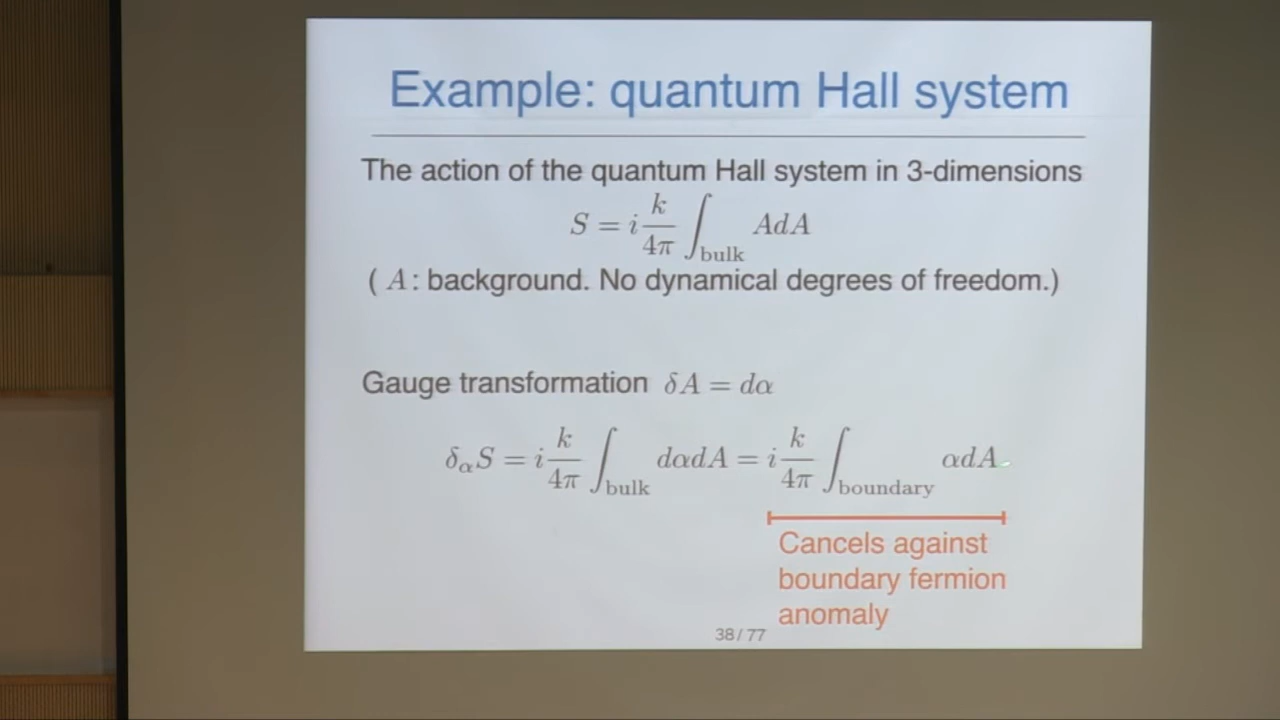 Example: quantum Hall system
The action of the quantum Hall system in 3-dimensions
S = i k/4π ∫_bulk AdA
( A : background. No dynamical degrees of freedom.)
Gauge transformation δA = dα
δ_αS = i k/4π ∫_bulk dαdA = i k/4π ∫_boundary αdA
Cancels against
boundary fermion
anomaly
38 / 77